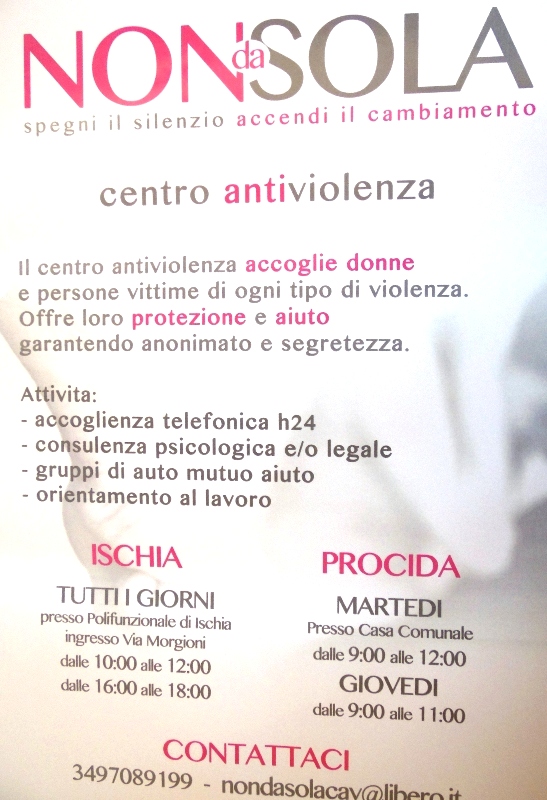 NONdaSOLA
spegni il silenzio accendi il cambiamento
centro antiviolenza
Il centro antiviolenza accoglie donne
e persone vittime di ogni tipo di violenza.
Offre loro protezione e aiuto
garantendo anonimato e segretezza.
Attivita:
- accoglienza telefonica h24
- consulenza psicologica e/o legale
- gruppi di auto mutuo aiuto
- orientamento al lavoro
ISCHIA
TUTTI I GIORNI
presso Polifunzionale di Ischia
ingresso Via Morgioni
dalle 10:00 alle 12:00
dalle 16:00 alle 18:00
PROCIDA
MARTEDI
Presso Casa Comunale
dalle 9:00 alle 12:00
GIOVEDI
dalle 9:00 alle 11:00
CONTATTACI
3497089199 - nondasolacav@libero.it